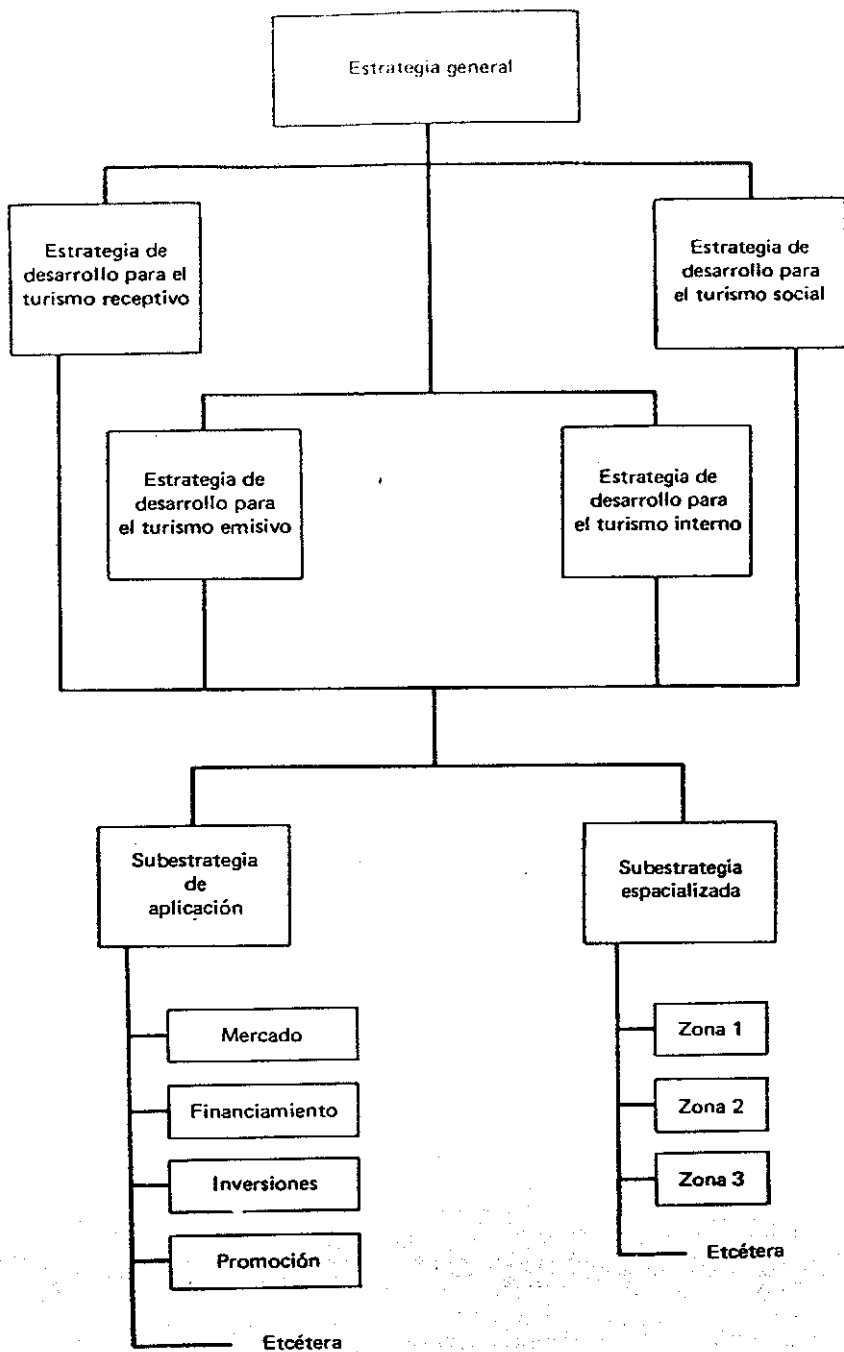 Estrategia general
Estrategia de
desarrollo para el
turismo receptivo
Estrategia de
desarrollo para
el turismo social
Estrategia de
desarrollo para
el turismo emisivo
Estrategia de
desarrollo para
el turismo interno
Subestrategia
de
aplicación
Subestrategia
espacializada
Mercado
Financiamiento
Inversiones
Promoción
Etcétera
Zona 1
Zona 2
Zona 3
Etcétera